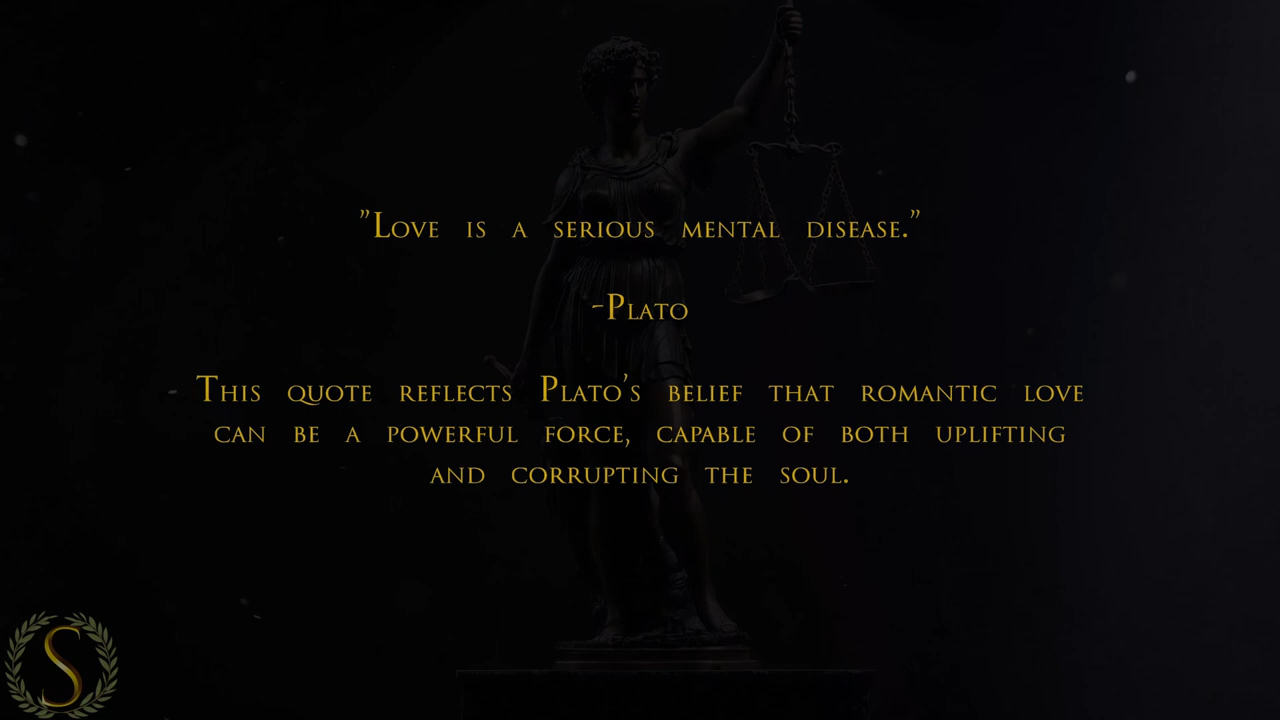 "Love is a serious mental disease."
-Plato
This quote reflects Plato's belief that romantic love
can be a powerful force, capable of both uplifting
and corrupting the soul.
S